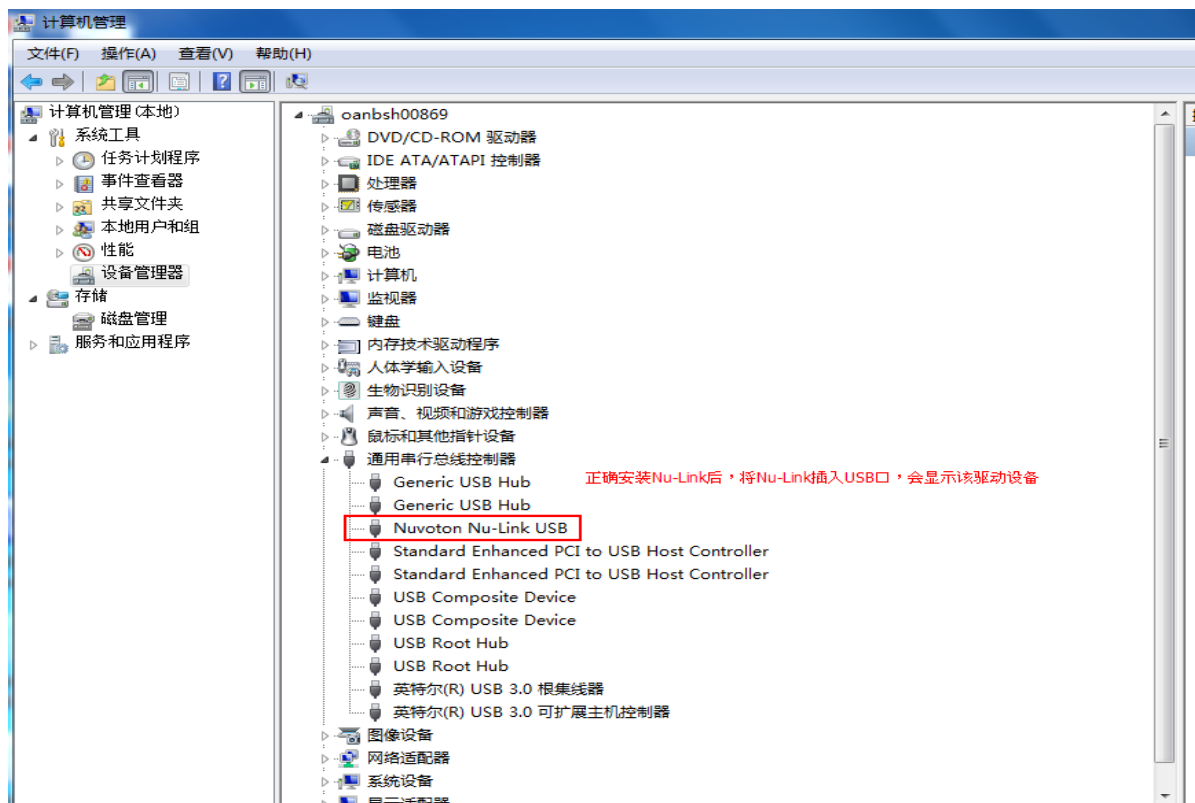 计算机管理
文件(F) 操作(A) 查看(V) 帮助(H)
计算机管理(本地)
系统工具
任务计划程序
事件查看器
共享文件夹
本地用户和组
性能
设备管理器
存储
磁盘管理
服务和应用程序
oanbsh00869
DVD/CD-ROM 驱动器
IDE ATA/ATAPI 控制器
处理器
传感器
磁盘驱动器
电池
计算机
监视器
键盘
内存技术驱动程序
人体学输入设备
生物识别设备
声音、视频和游戏控制器
鼠标和其他指针设备
通用串行总线控制器
Generic USB Hub
正确安装Nu-Link后，将Nu-Link插入USB口，会显示该驱动设备
Generic USB Hub
Nuvoton Nu-Link USB
Standard Enhanced PCI to USB Host Controller
Standard Enhanced PCI to USB Host Controller
USB Composite Device
USB Composite Device
USB Root Hub
USB Root Hub
英特尔(R) USB 3.0 根集线器
英特尔(R) USB 3.0 可扩展主机控制器
图像设备
网络适配器
系统设备
显示适配器